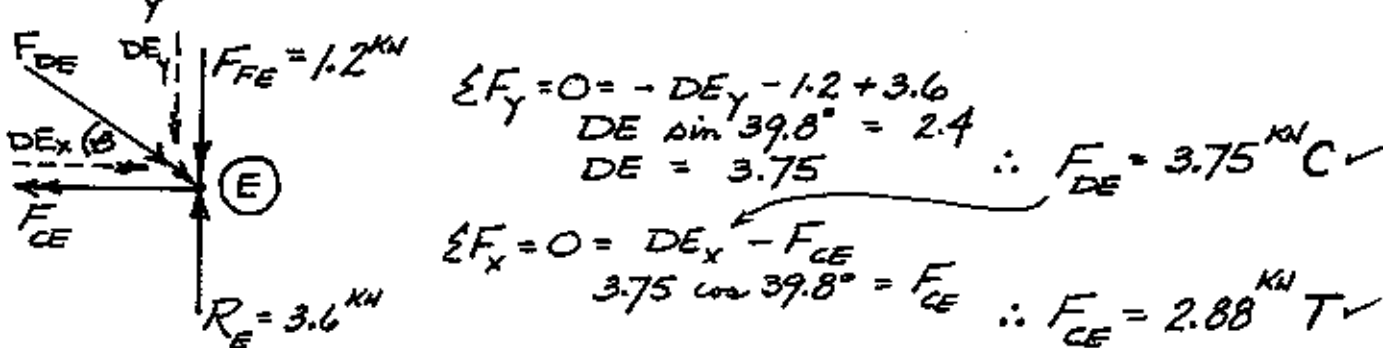 Y
F_DE DE_Y F_FE = 1.2 KN
DE_X θ
E
F_CE
R_E = 3.6 KN
ΣF_Y = 0 = - DE_Y - 1.2 + 3.6
DE sin 39.8° = 2.4
DE = 3.75 ∴ F_DE = 3.75 KN C ✓
ΣF_X = 0 = DE_X - F_CE
3.75 cos 39.8° = F_CE ∴ F_CE = 2.88 KN T ✓